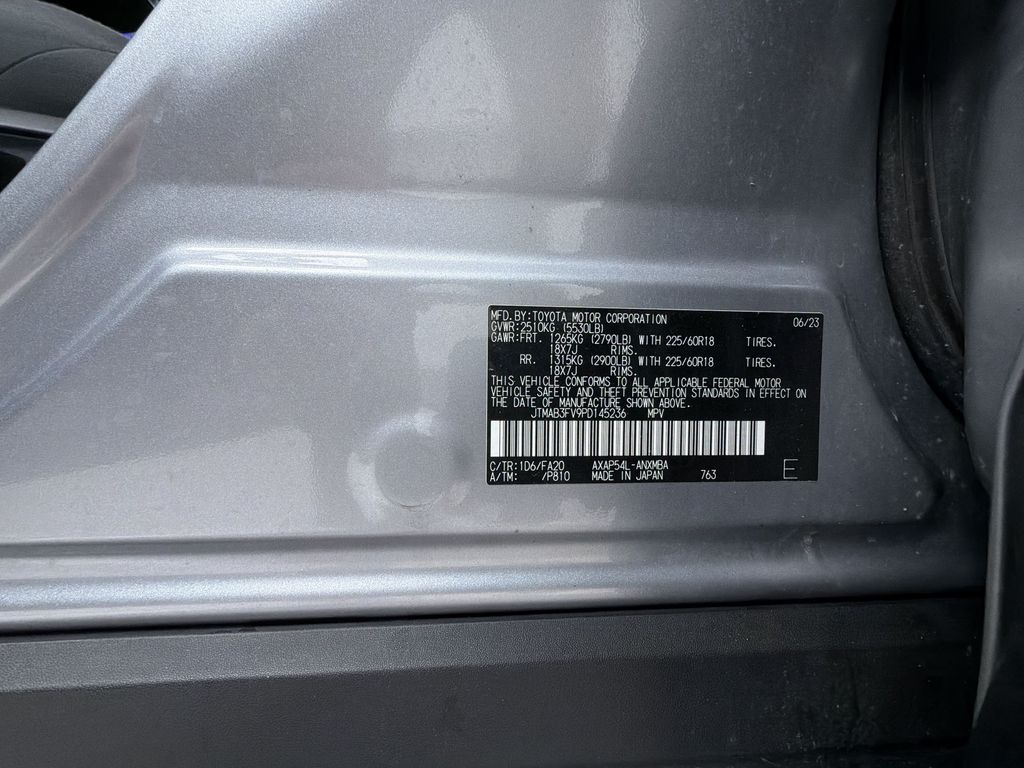 MFD.BY:TOYOTA MOTOR CORPORATION 06/23
GVWR:2510KG (5530LB)
GAWR:FRT. 1265KG (2790LB) WITH 225/60R18 TIRES.
18X7J RIMS.
RR. 1315KG (2900LB) WITH 225/60R18 TIRES.
18X7J RIMS.
THIS VEHICLE CONFORMS TO ALL APPLICABLE FEDERAL MOTOR
VEHICLE SAFETY AND THEFT PREVENTION STANDARDS IN EFFECT ON
THE DATE OF MANUFACTURE SHOWN ABOVE.
JTMAB3FV9PD145236 MPV
C/TR:1D6/FA20 AXAP54L-ANXMBA
A/TM: /P810 MADE IN JAPAN 763 E